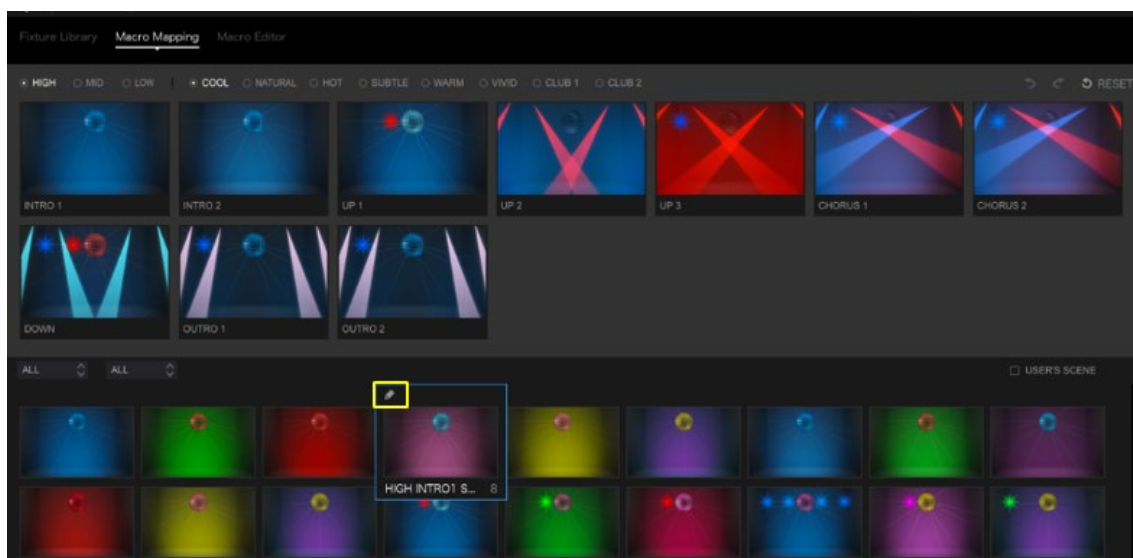 Fixture Library Macro Mapping Macro Editor
HIGH MID LOW COOL NATURAL HOT SUBTLE WARM VIVID CLUB 1 CLUB 2 RESET
INTRO 1 INTRO 2 UP 1 UP 2 UP 3 CHORUS 1 CHORUS 2
DOWN OUTRO 1 OUTRO 2
ALL ALL USER'S SCENE
HIGH INTRO1 S... 8